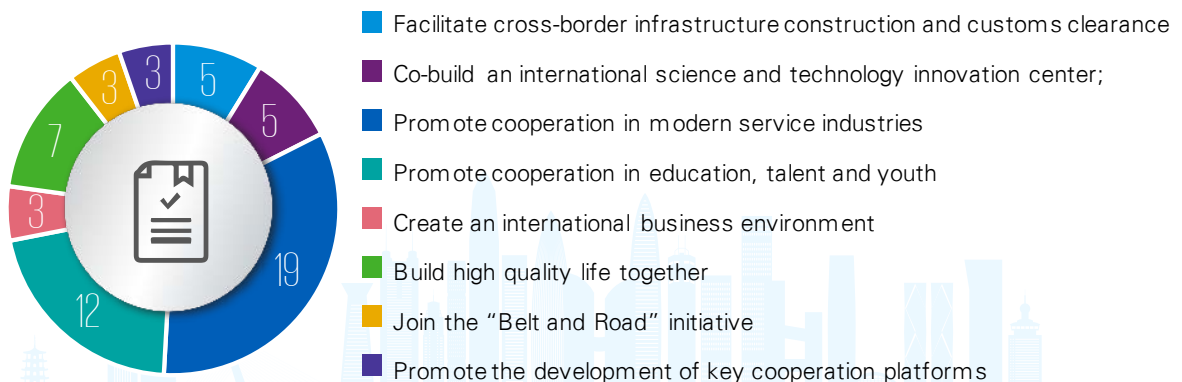 Facilitate cross-border infrastructure construction and customs clearance
Co-build an international science and technology innovation center;
Promote cooperation in modern service industries
Promote cooperation in education, talent and youth
Create an international business environment
Build high quality life together
Join the “Belt and Road” initiative
Promote the development of key cooperation platforms
5
5
19
12
3
7
3
3